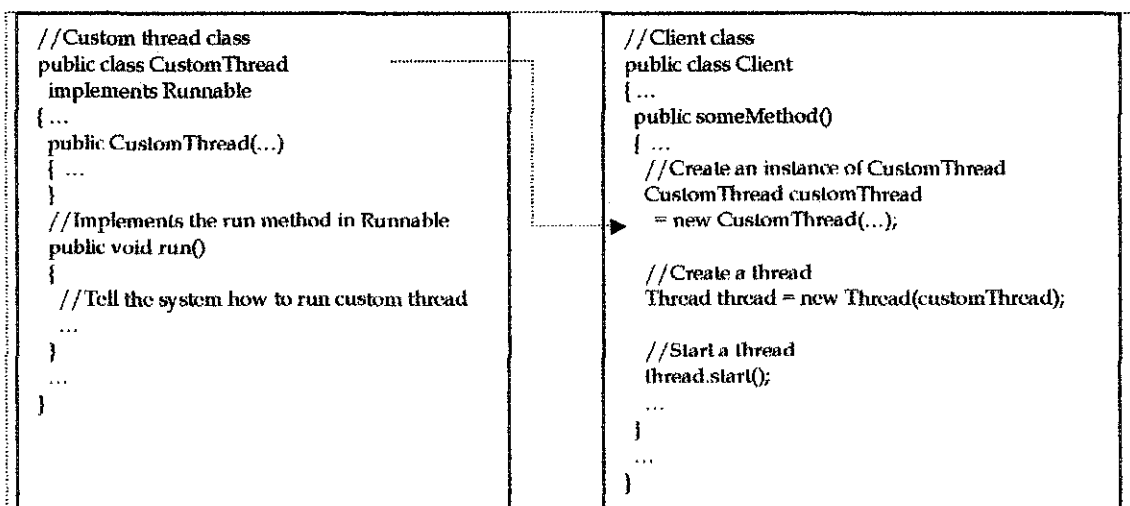 //Custom thread class
public class CustomThread
implements Runnable
{ ...
public CustomThread(...)
{ ...
}
//Implements the run method in Runnable
public void run()
{
//Tell the system how to run custom thread
...
}
...
}
//Client class
public class Client
{ ...
public someMethod()
{ ...
//Create an instance of CustomThread
CustomThread customThread
= new CustomThread(...);
//Create a thread
Thread thread = new Thread(customThread);
//Start a thread
thread.start();
...
}
...
}